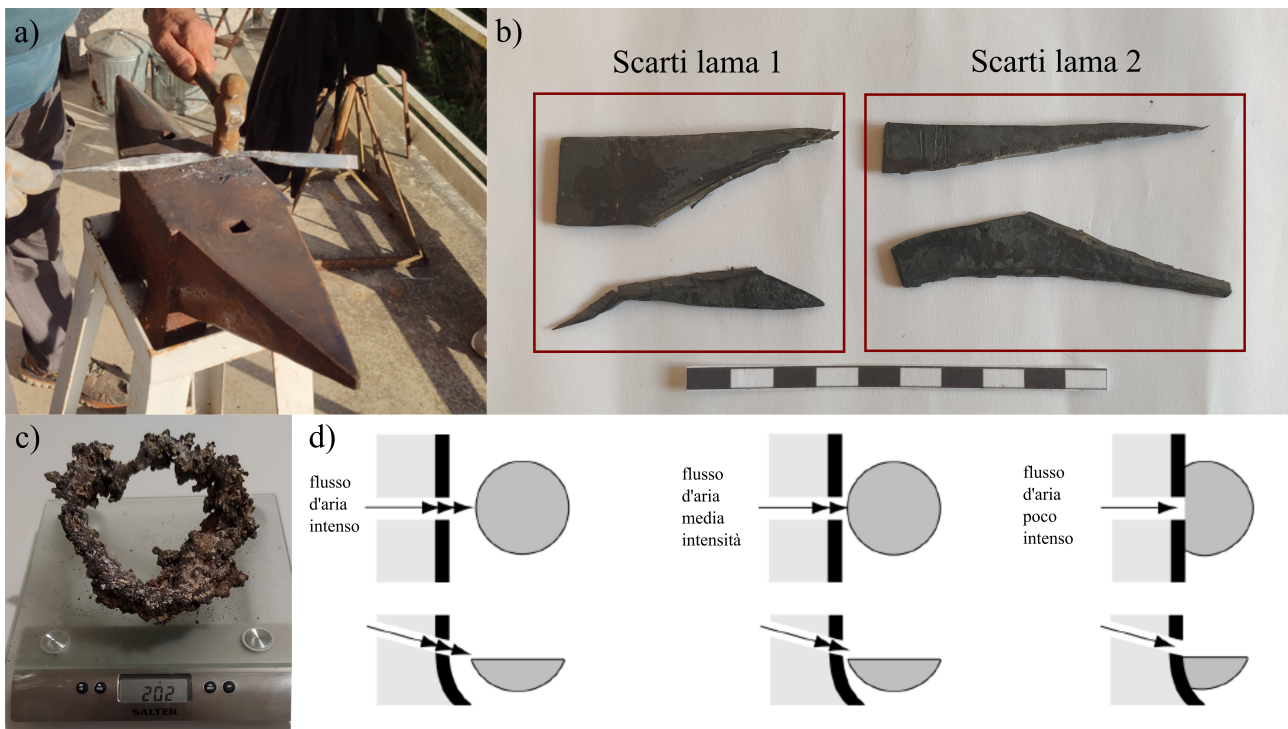 a)
b)
Scarti lama 1
Scarti lama 2
c)
202
SALTER
d)
flusso
d'aria
intenso
flusso
d'aria
media
intensità
flusso
d'aria
poco
intenso